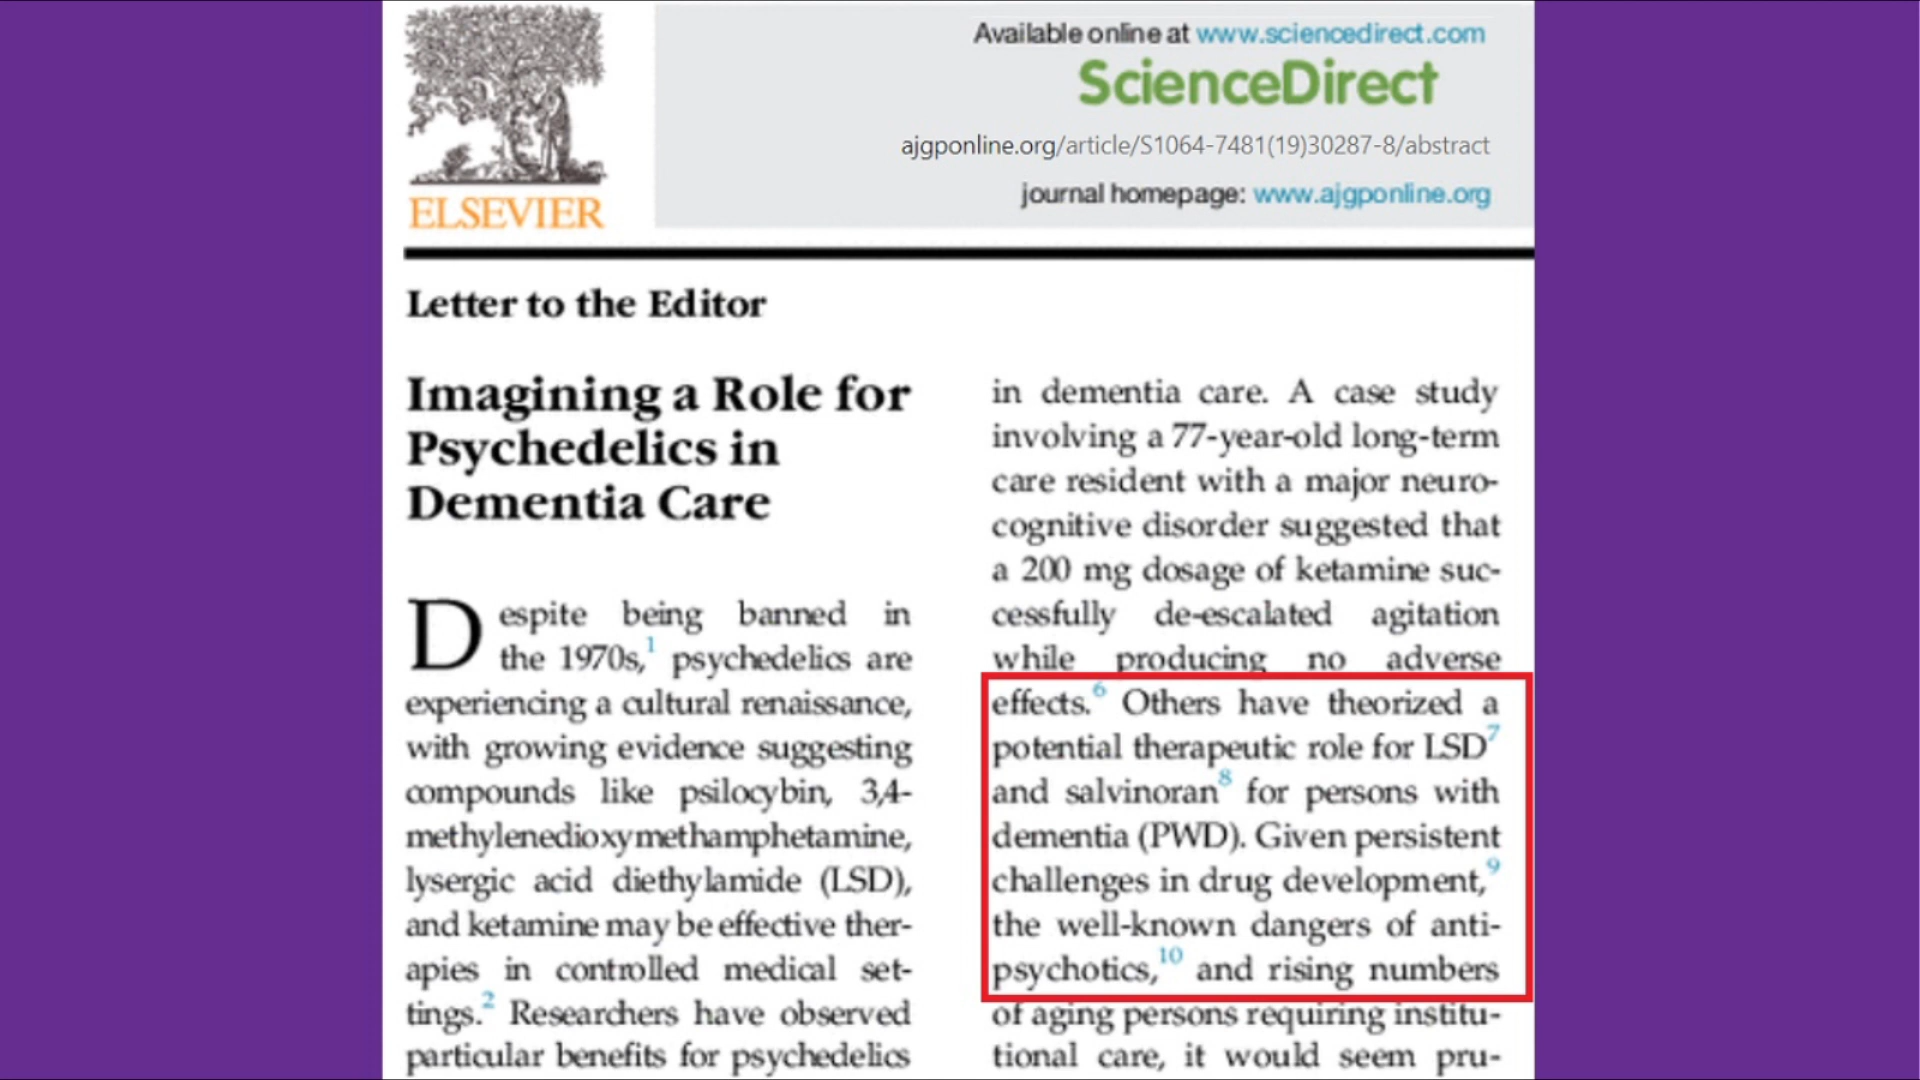 Available online at www.sciencedirect.com
ScienceDirect
ajgponline.org/article/S1064-7481(19)30287-8/abstract
journal homepage: www.ajgponline.org
ELSEVIER
Letter to the Editor
Imagining a Role for
Psychedelics in
Dementia Care
Despite being banned in
the 1970s,1 psychedelics are
experiencing a cultural renaissance,
with growing evidence suggesting
compounds like psilocybin, 3,4-
methylenedioxymethamphetamine,
lysergic acid diethylamide (LSD),
and ketamine may be effective ther-
apies in controlled medical set-
tings.2 Researchers have observed
particular benefits for psychedelics
in dementia care. A case study
involving a 77-year-old long-term
care resident with a major neuro-
cognitive disorder suggested that
a 200 mg dosage of ketamine suc-
cessfully de-escalated agitation
while producing no adverse
effects.6 Others have theorized a
potential therapeutic role for LSD7
and salvinoran8 for persons with
dementia (PWD). Given persistent
challenges in drug development,9
the well-known dangers of anti-
psychotics,10 and rising numbers
of aging persons requiring institu-
tional care, it would seem pru-